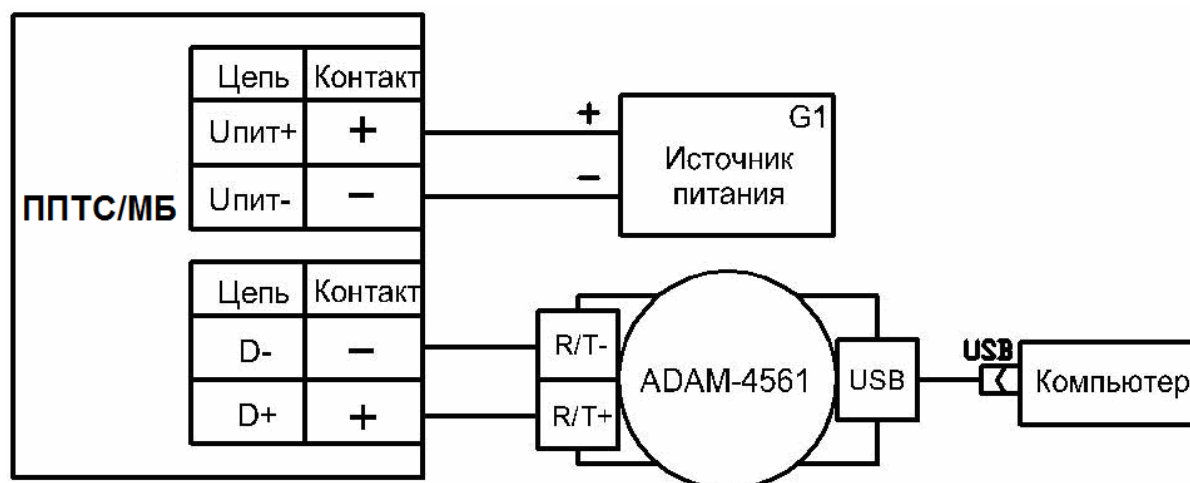 ППТС/МБ
Цепь Контакт
Uпит+ +
Uпит- −
Цепь Контакт
D- −
D+ +
+
−
G1
Источник
питания
R/T-
R/T+
ADAM-4561
USB
USB
Компьютер